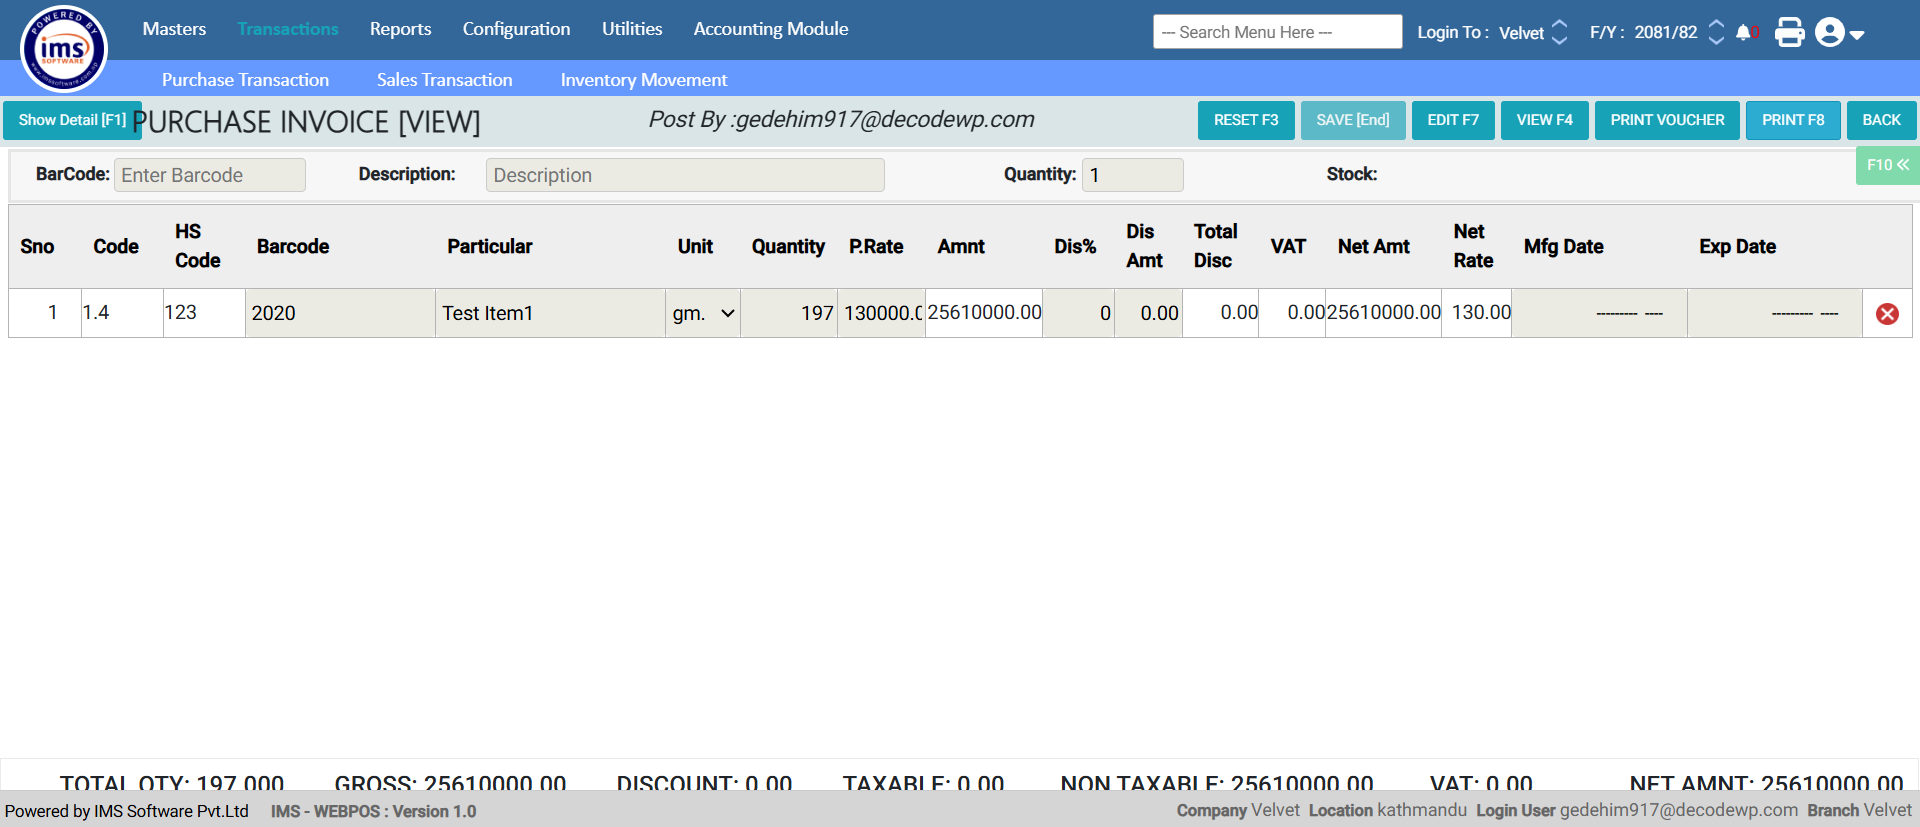 POWERED BY
ims
SOFTWARE
www.imssoftware.com.np
Masters Transactions Reports Configuration Utilities Accounting Module
--- Search Menu Here --- Login To : Velvet F/Y : 2081/82 0
Purchase Transaction Sales Transaction Inventory Movement
Show Detail [F1] PURCHASE INVOICE [VIEW] Post By :gedehim917@decodewp.com RESET F3 SAVE [End] EDIT F7 VIEW F4 PRINT VOUCHER PRINT F8 BACK
BarCode: Enter Barcode Description: Description Quantity: 1 Stock: F10
Sno Code HS Code Barcode Particular Unit Quantity P.Rate Amnt Dis% Dis Amt Total Disc VAT Net Amt Net Rate Mfg Date Exp Date
1 1.4 123 2020 Test Item1 gm. 197 130000.0 25610000.00 0 0.00 0.00 0.00 25610000.00 130.00 --------- ---- --------- ----
TOTAL QTY: 197.000 GROSS: 25610000.00 DISCOUNT: 0.00 TAXABLE: 0.00 NON TAXABLE: 25610000.00 VAT: 0.00 NET AMNT: 25610000.00
Powered by IMS Software Pvt.Ltd IMS - WEBPOS : Version 1.0 Company Velvet Location kathmandu Login User gedehim917@decodewp.com Branch Velvet